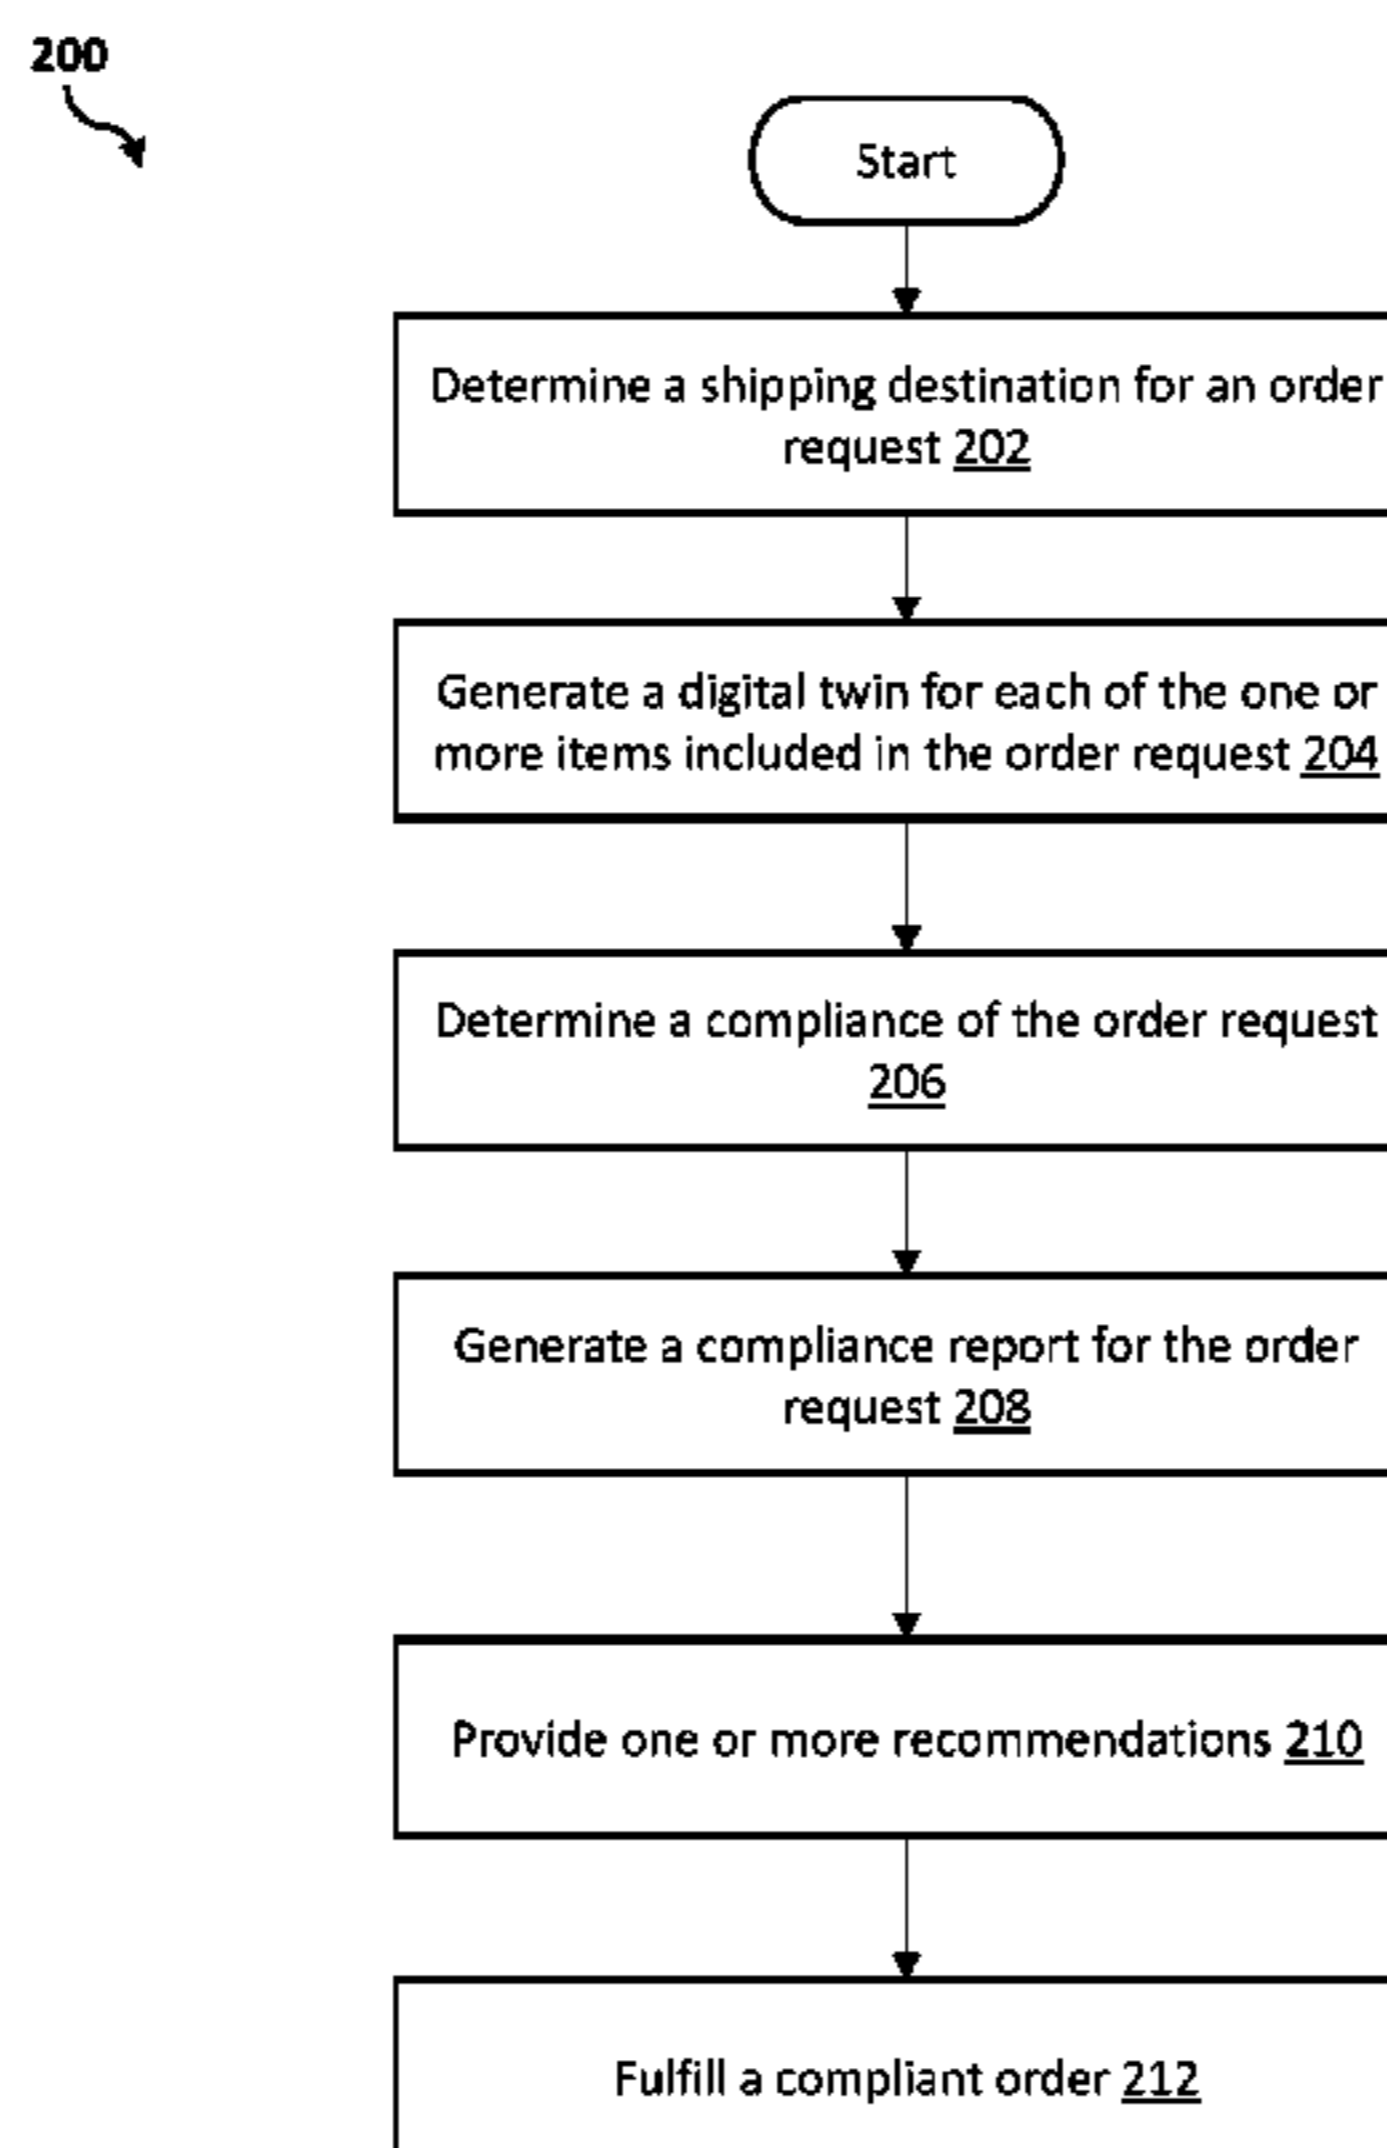 200
Start
Determine a shipping destination for an order
request 202
Generate a digital twin for each of the one or
more items included in the order request 204
Determine a compliance of the order request
206
Generate a compliance report for the order
request 208
Provide one or more recommendations 210
Fulfill a compliant order 212